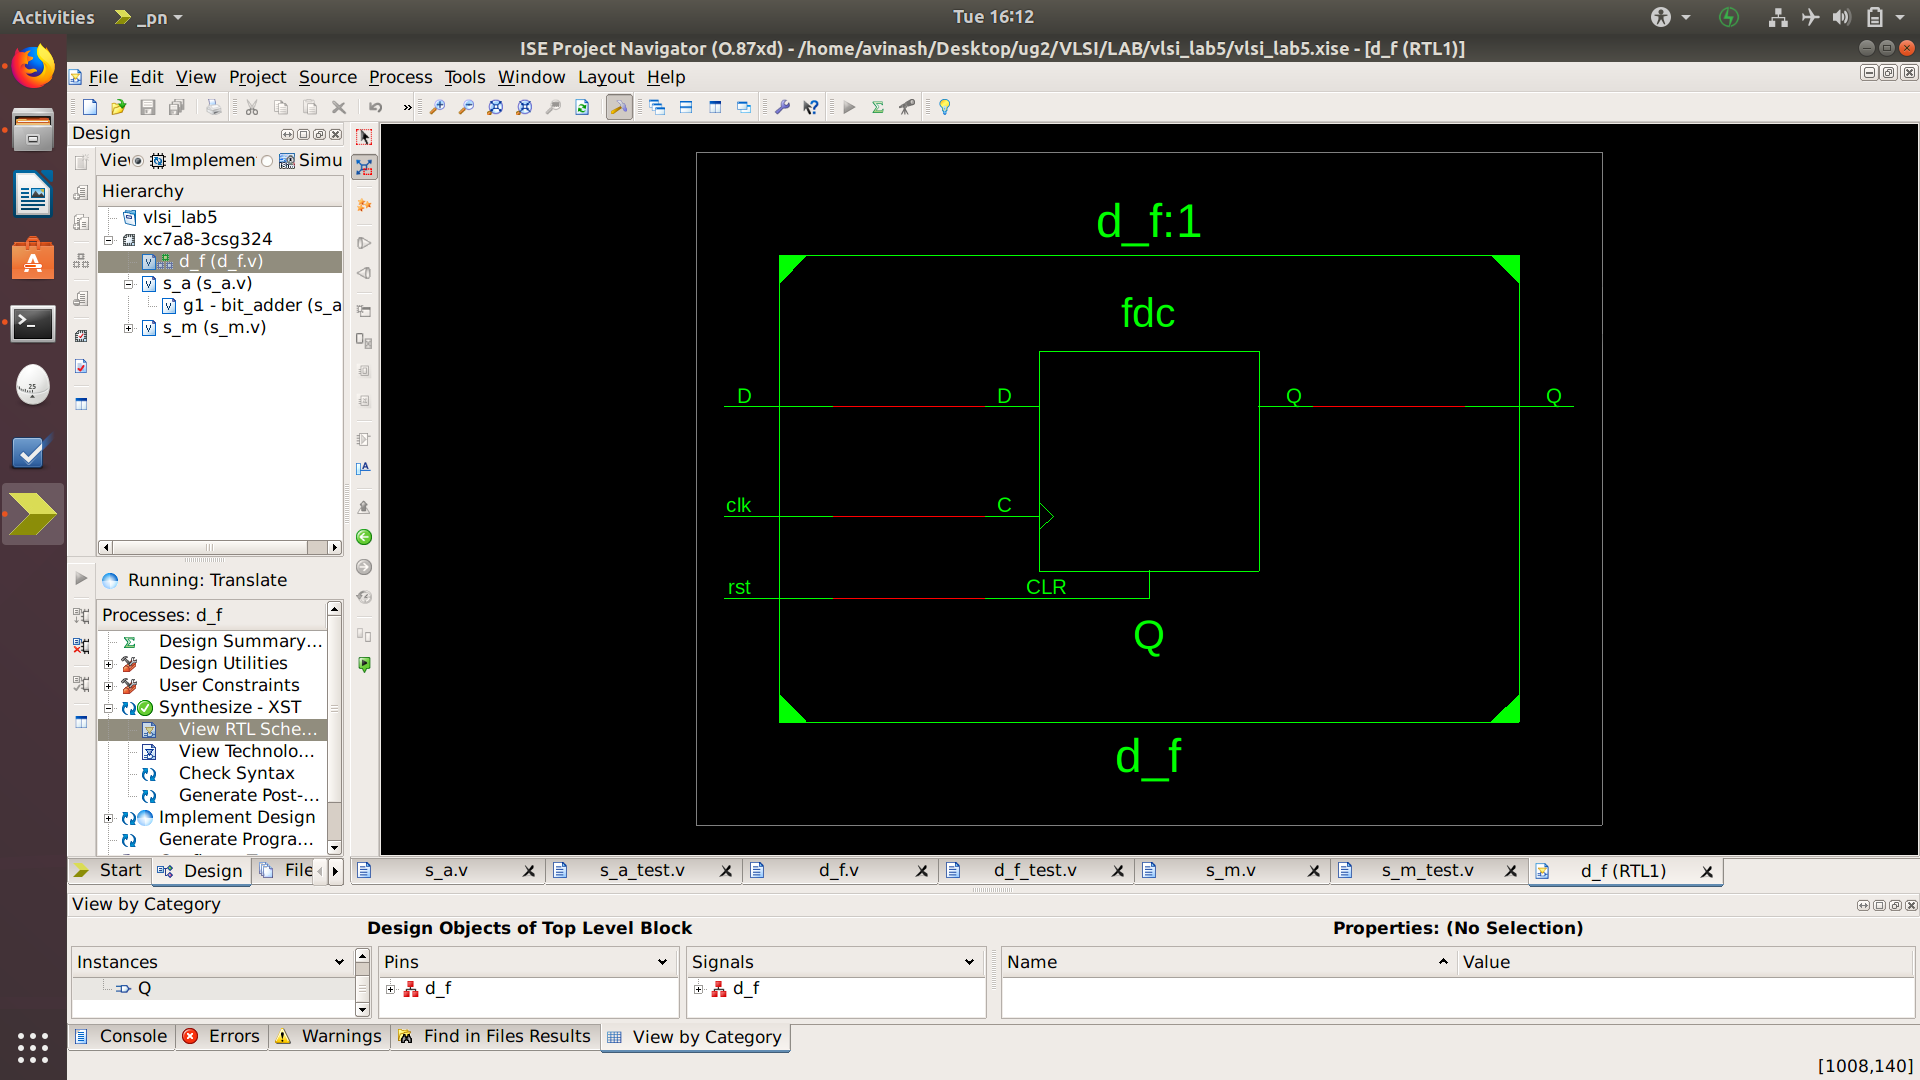 Activities
_pn
Tue 16:12
ISE Project Navigator (O.87xd) - /home/avinash/Desktop/ug2/VLSI/LAB/vlsi_lab5/vlsi_lab5.xise - [d_f (RTL1)]
File Edit View Project Source Process Tools Window Layout Help
Design
Implemen
Simu
Hierarchy
vlsi_lab5
xc7a8-3csg324
d_f (d_f.v)
s_a (s_a.v)
g1 - bit_adder (s_a
s_m (s_m.v)
Running: Translate
Processes: d_f
Design Summary...
Design Utilities
User Constraints
Synthesize - XST
View RTL Sche...
View Technolo...
Check Syntax
Generate Post-...
Implement Design
Generate Progra...
Start
Design
File
d_f:1
fdc
D
D
Q
Q
clk
C
rst
CLR
Q
d_f
s_a.v
s_a_test.v
d_f.v
d_f_test.v
s_m.v
s_m_test.v
d_f (RTL1)
View by Category
Design Objects of Top Level Block
Properties: (No Selection)
Instances
Pins
Signals
Name
Value
Q
d_f
d_f
Console
Errors
Warnings
Find in Files Results
View by Category
[1008,140]